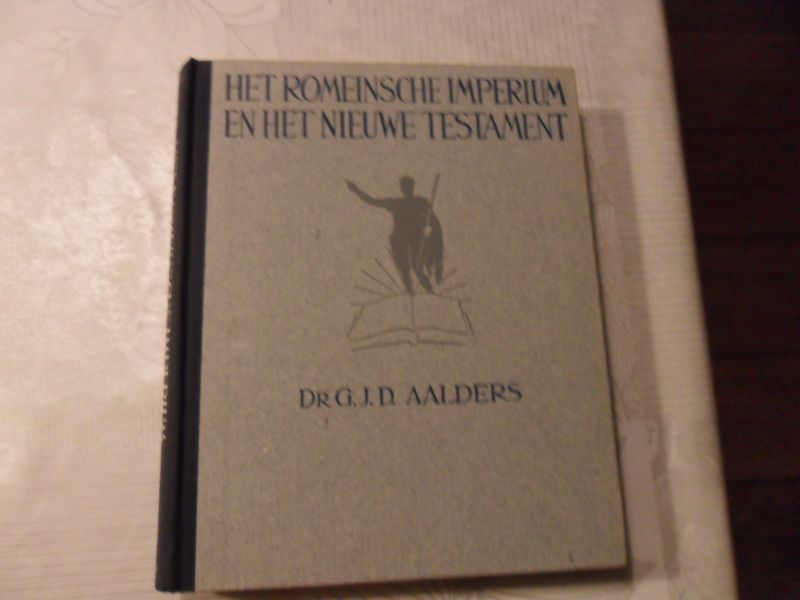 HET ROMEINSCHE IMPERIUM
EN HET NIEUWE TESTAMENT
DR G. J. D. AALDERS